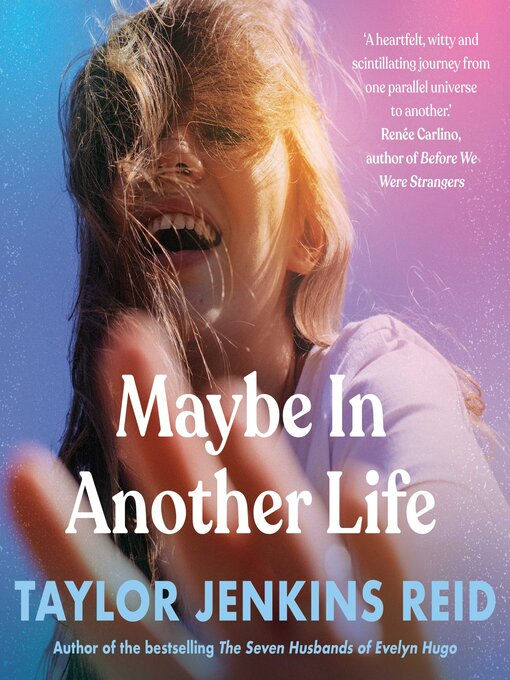 ‘A heartfelt, witty and
scintillating journey from
one parallel universe
to another.’
Renée Carlino,
author of Before We
Were Strangers
Maybe In
Another Life
TAYLOR JENKINS REID
Author of the bestselling The Seven Husbands of Evelyn Hugo